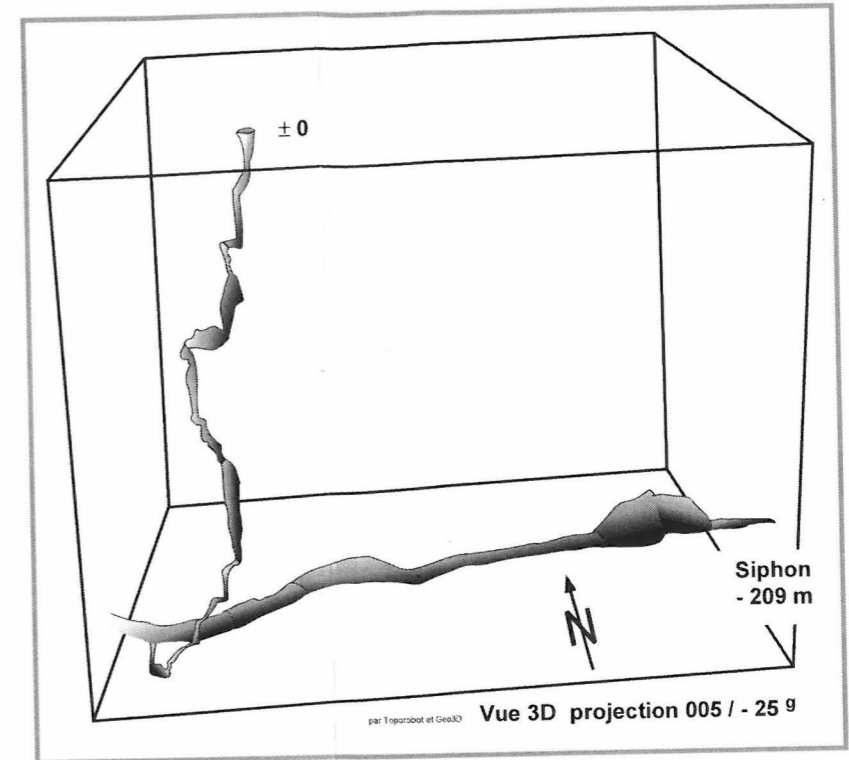 ± 0
Siphon
- 209 m
N
par Toporobot et Geo3D
Vue 3D projection 005 / - 25 g